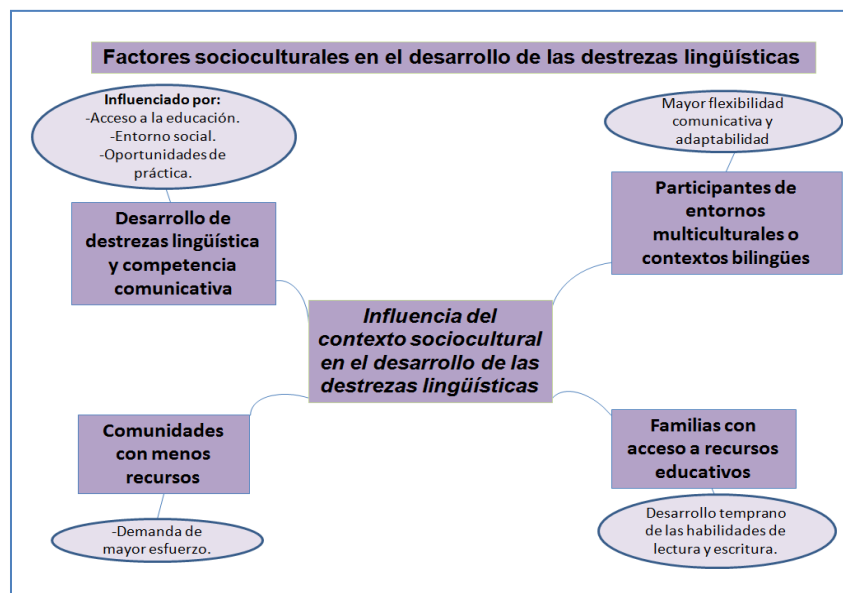 Factores socioculturales en el desarrollo de las destrezas lingüísticas
Influenciado por:
-Acceso a la educación.
-Entorno social.
-Oportunidades de
práctica.
Desarrollo de
destrezas lingüística
y competencia
comunicativa
Mayor flexibilidad
comunicativa y
adaptabilidad
Participantes de
entornos
multiculturales o
contextos bilingües
Influencia del
contexto sociocultural
en el desarrollo de las
destrezas lingüísticas
Comunidades
con menos
recursos
-Demanda de
mayor esfuerzo.
Familias con
acceso a recursos
educativos
Desarrollo temprano
de las habilidades de
lectura y escritura.